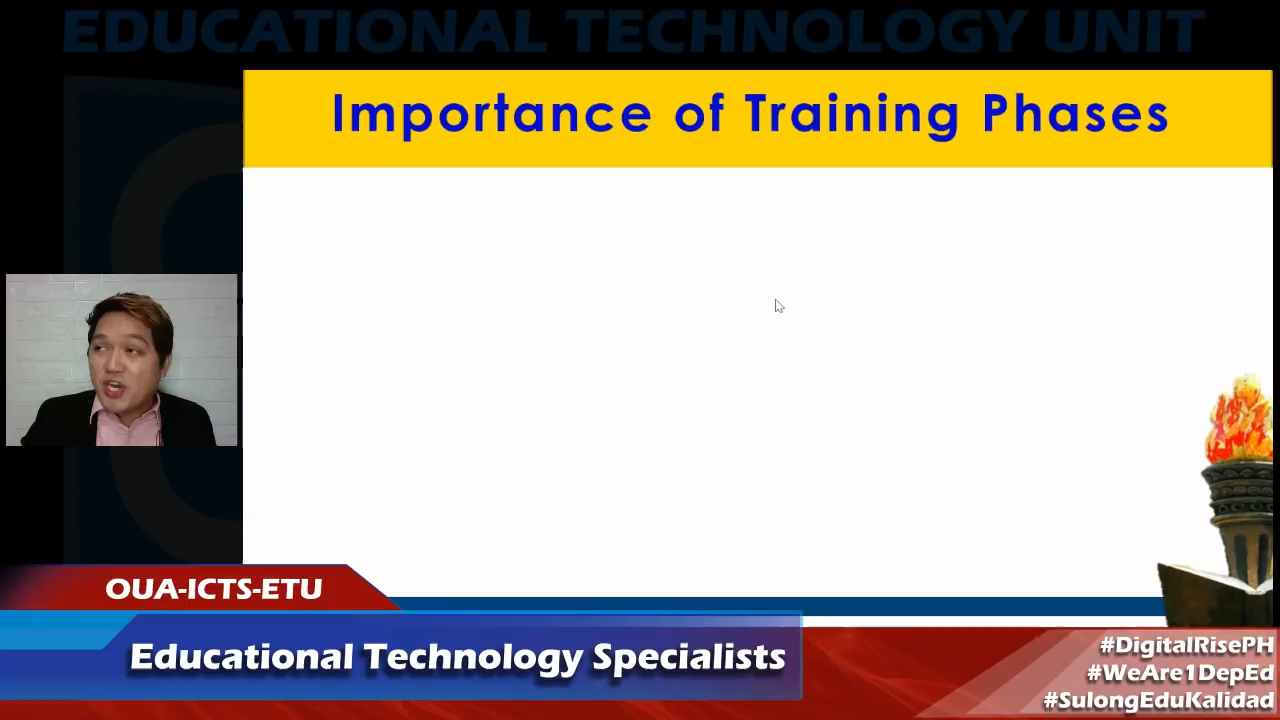 EDUCATIONAL TECHNOLOGY UNIT
Importance of Training Phases
OUA-ICTS-ETU
Educational Technology Specialists
#DigitalRisePH
#WeAre1DepEd
#SulongEduKalidad